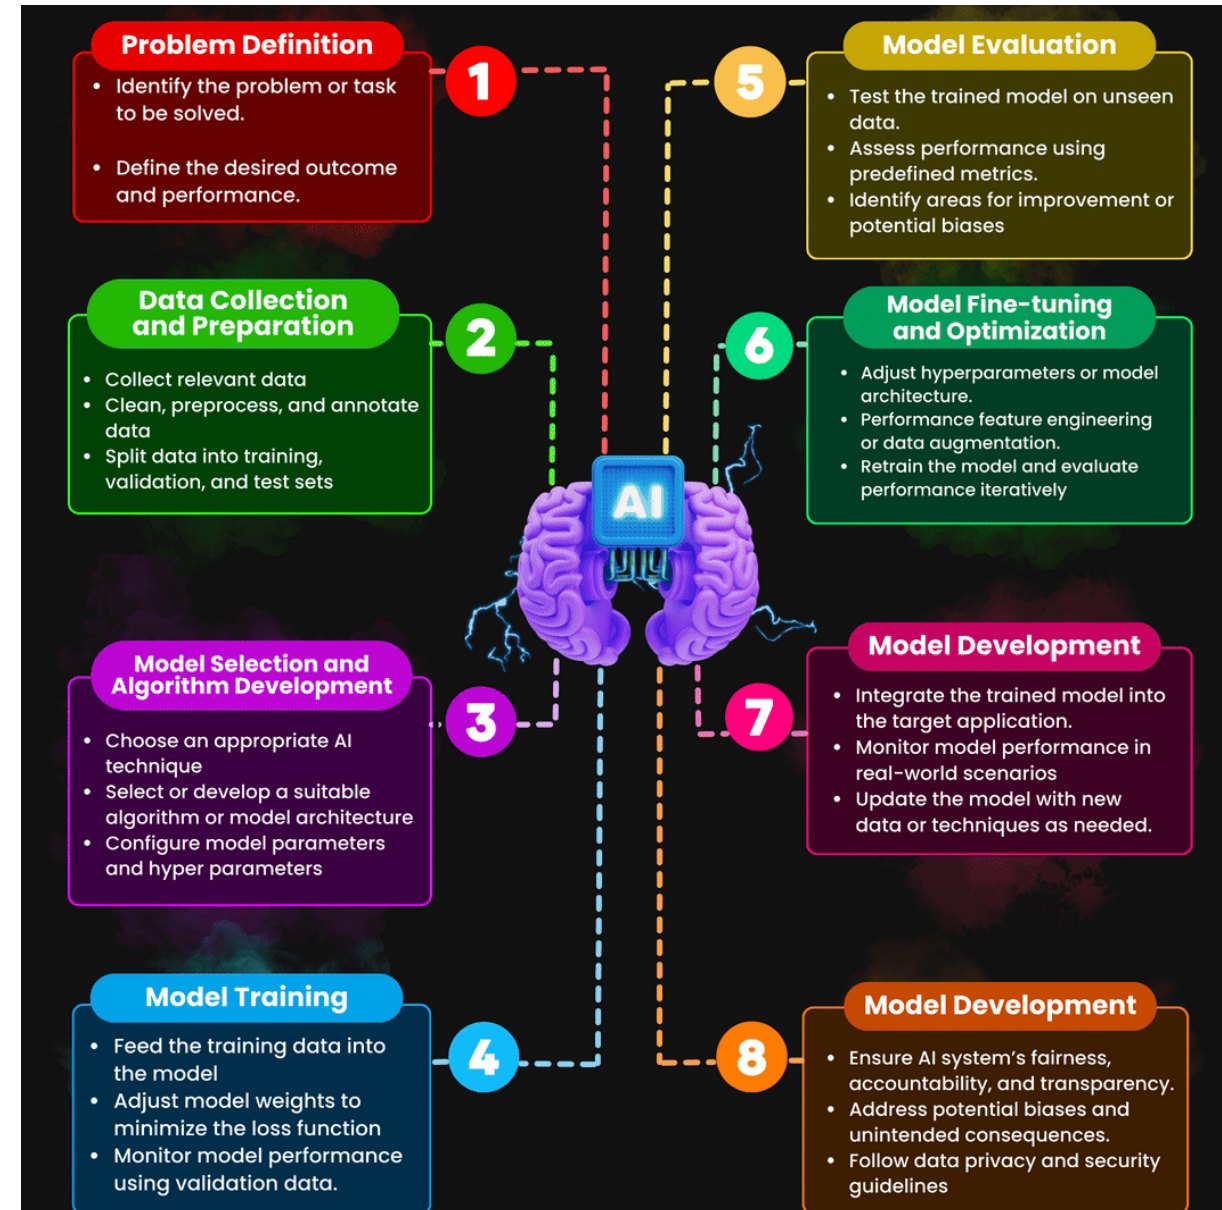 Problem Definition
1
• Identify the problem or task
to be solved.
• Define the desired outcome
and performance.
Data Collection
and Preparation
2
• Collect relevant data
• Clean, preprocess, and annotate
data
• Split data into training,
validation, and test sets
Model Selection and
Algorithm Development
3
• Choose an appropriate AI
technique
• Select or develop a suitable
algorithm or model architecture
• Configure model parameters
and hyper parameters
Model Training
4
• Feed the training data into
the model
• Adjust model weights to
minimize the loss function
• Monitor model performance
using validation data.
AI
5
Model Evaluation
• Test the trained model on unseen
data.
• Assess performance using
predefined metrics.
• Identify areas for improvement or
potential biases
6
Model Fine-tuning
and Optimization
• Adjust hyperparameters or model
architecture.
• Performance feature engineering
or data augmentation.
• Retrain the model and evaluate
performance iteratively
7
Model Development
• Integrate the trained model into
the target application.
• Monitor model performance in
real-world scenarios
• Update the model with new
data or techniques as needed.
8
Model Development
• Ensure AI system’s fairness,
accountability, and transparency.
• Address potential biases and
unintended consequences.
• Follow data privacy and security
guidelines